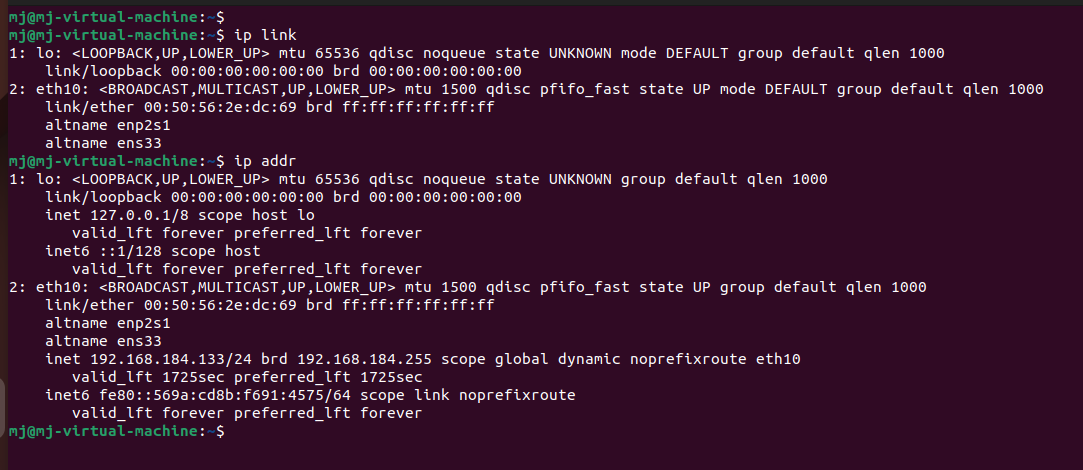 mj@mj-virtual-machine:~$
mj@mj-virtual-machine:~$ ip link
1: lo: <LOOPBACK,UP,LOWER_UP> mtu 65536 qdisc noqueue state UNKNOWN mode DEFAULT group default qlen 1000
    link/loopback 00:00:00:00:00:00 brd 00:00:00:00:00:00
2: eth10: <BROADCAST,MULTICAST,UP,LOWER_UP> mtu 1500 qdisc pfifo_fast state UP mode DEFAULT group default qlen 1000
    link/ether 00:50:56:2e:dc:69 brd ff:ff:ff:ff:ff:ff
    altname enp2s1
    altname ens33
mj@mj-virtual-machine:~$ ip addr
1: lo: <LOOPBACK,UP,LOWER_UP> mtu 65536 qdisc noqueue state UNKNOWN group default qlen 1000
    link/loopback 00:00:00:00:00:00 brd 00:00:00:00:00:00
    inet 127.0.0.1/8 scope host lo
       valid_lft forever preferred_lft forever
    inet6 ::1/128 scope host
       valid_lft forever preferred_lft forever
2: eth10: <BROADCAST,MULTICAST,UP,LOWER_UP> mtu 1500 qdisc pfifo_fast state UP group default qlen 1000
    link/ether 00:50:56:2e:dc:69 brd ff:ff:ff:ff:ff:ff
    altname enp2s1
    altname ens33
    inet 192.168.184.133/24 brd 192.168.184.255 scope global dynamic noprefixroute eth10
       valid_lft 1725sec preferred_lft 1725sec
    inet6 fe80::569a:cd8b:f691:4575/64 scope link noprefixroute
       valid_lft forever preferred_lft forever
mj@mj-virtual-machine:~$